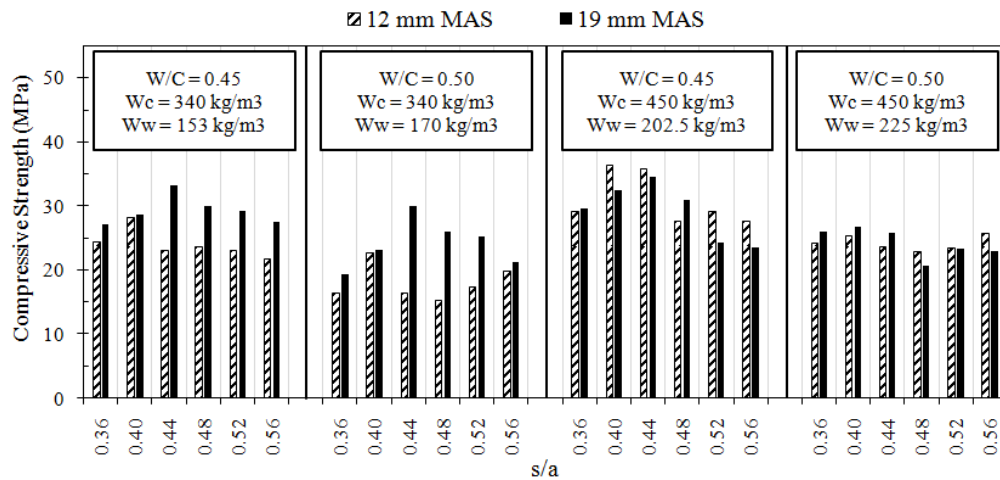 12 mm MAS 19 mm MAS
Compressive Strength (MPa)
50
40
30
20
10
0
W/C = 0.45
Wc = 340 kg/m3
Ww = 153 kg/m3
W/C = 0.50
Wc = 340 kg/m3
Ww = 170 kg/m3
W/C = 0.45
Wc = 450 kg/m3
Ww = 202.5 kg/m3
W/C = 0.50
Wc = 450 kg/m3
Ww = 225 kg/m3
0.36 0.40 0.44 0.48 0.52 0.56 0.36 0.40 0.44 0.48 0.52 0.56 0.36 0.40 0.44 0.48 0.52 0.56 0.36 0.40 0.44 0.48 0.52 0.56
s/a